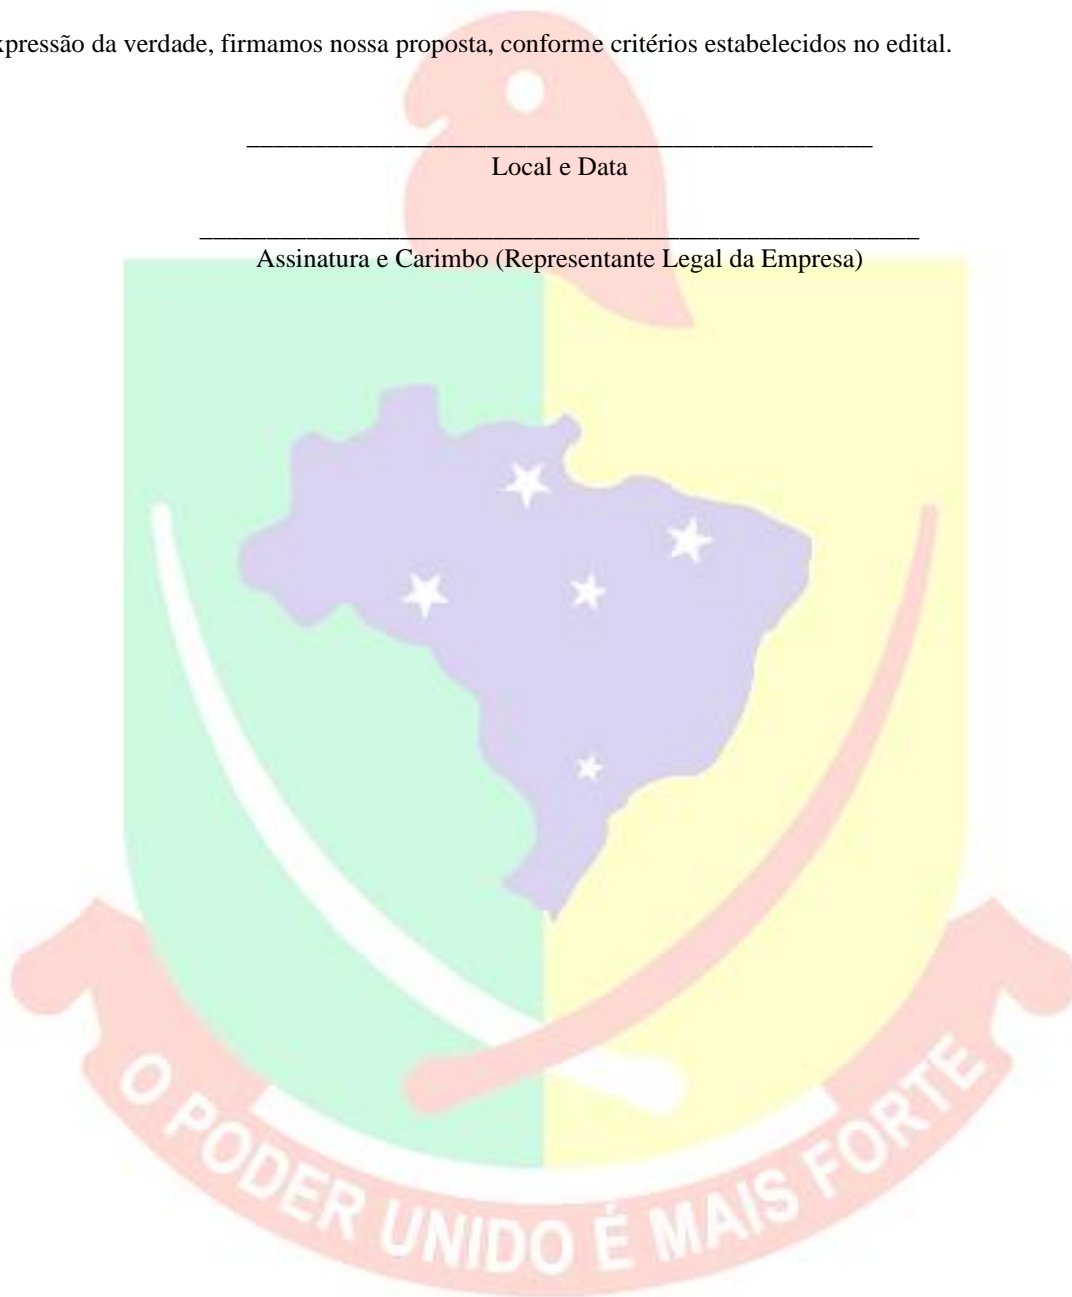 xpressão da verdade, firmamos nossa proposta, conforme critérios estabelecidos no edital.
Local e Data
Assinatura e Carimbo (Representante Legal da Empresa)
O PODER UNIDO É MAIS FORTE